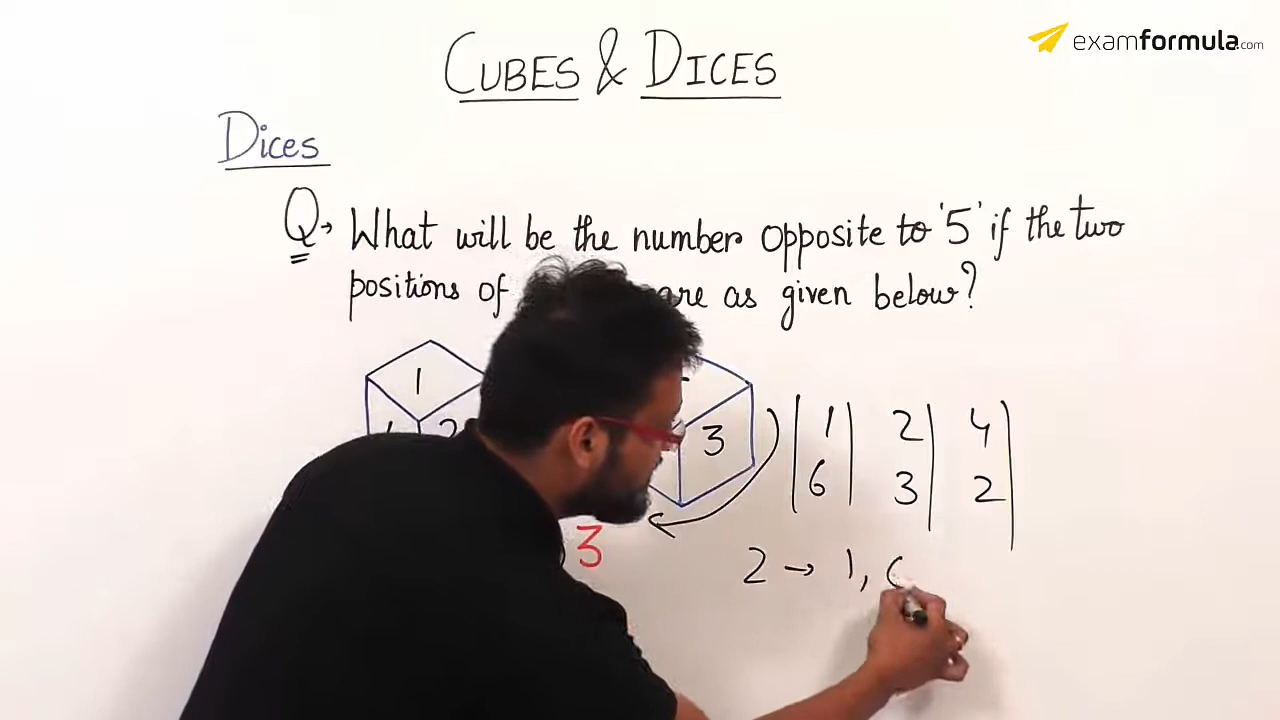 examformula.com
CUBES & DICES
Dices
Q→ What will be the number opposite to '5' if the two
positions of are as given below?
1
3
1 2 4
6 3 2
3
2 → 1, 6